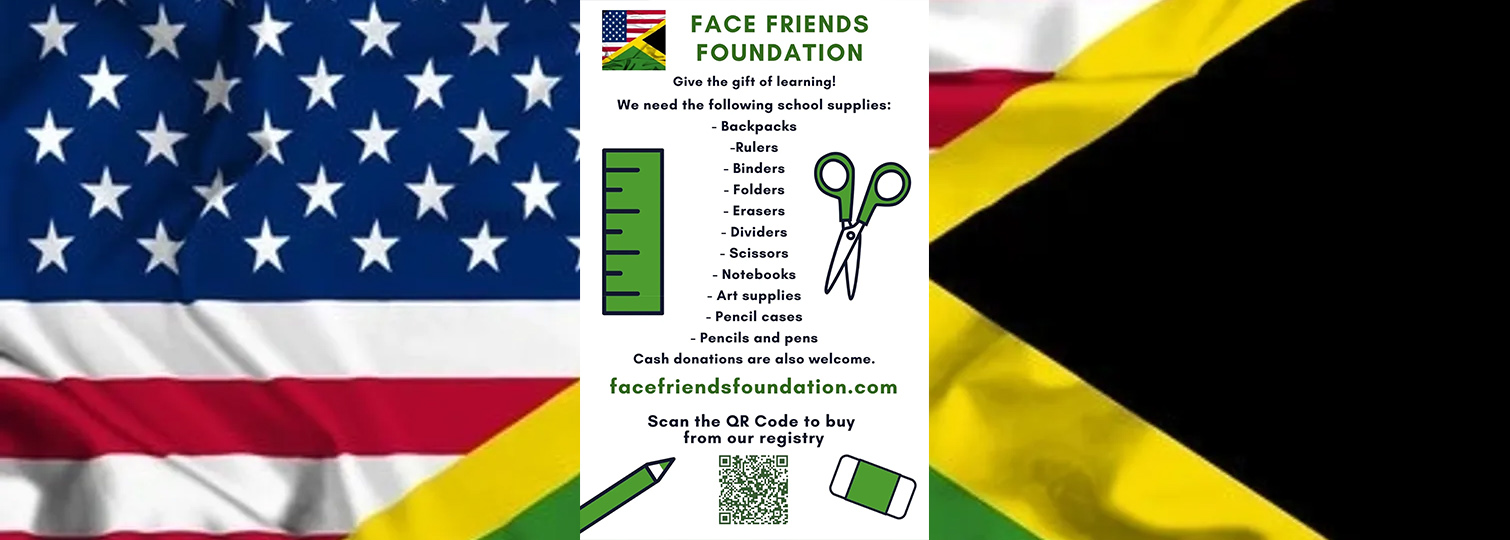 FACE FRIENDS
FOUNDATION
Give the gift of learning!
We need the following school supplies:
- Backpacks
-Rulers
- Binders
- Folders
- Erasers
- Dividers
- Scissors
- Notebooks
- Art supplies
- Pencil cases
- Pencils and pens
Cash donations are also welcome.
facefriendsfoundation.com
Scan the QR Code to buy
from our registry